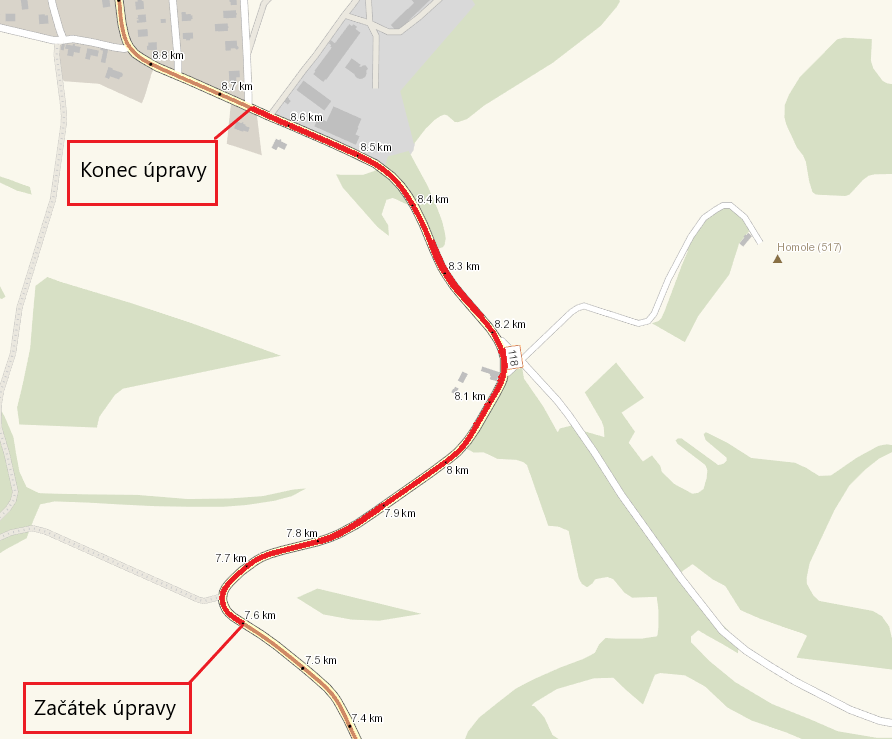 8.8 km
8.7 km
8.6 km
8.5 km
Konec úpravy
8.4 km
Homole (517)
8.3 km
8.2 km
118
8.1 km
8 km
7.9 km
7.8 km
7.7 km
7.6 km
7.5 km
Začátek úpravy
7.4 km